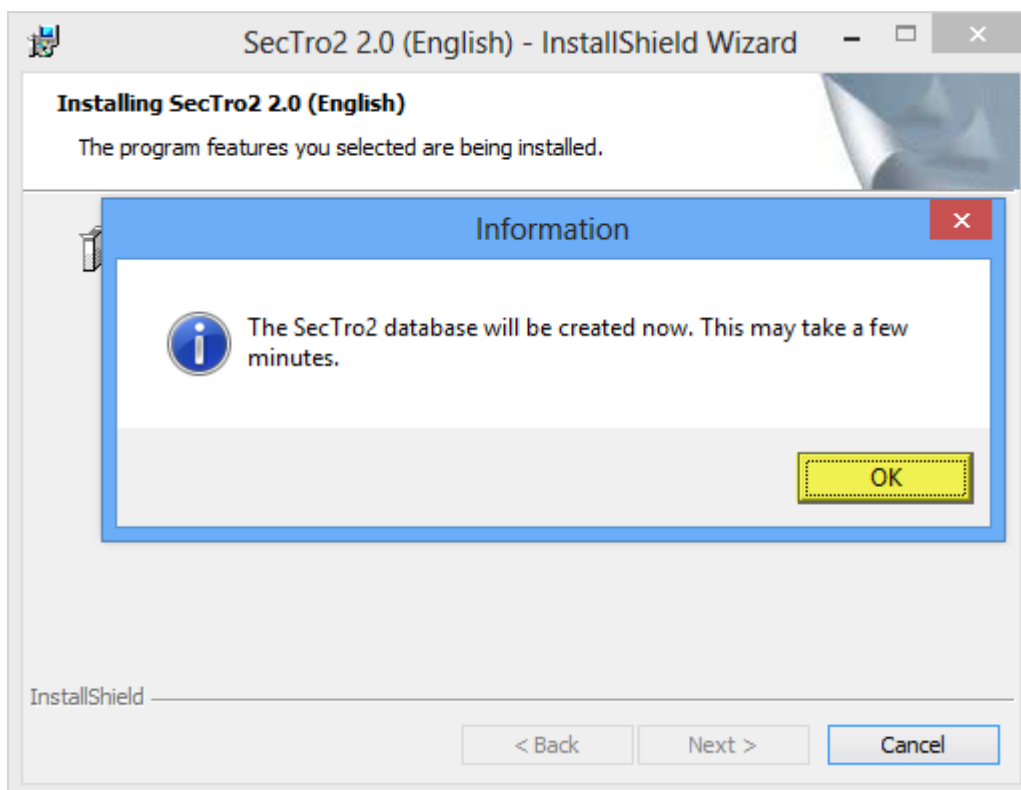 SecTro2 2.0 (English) - InstallShield Wizard
Installing SecTro2 2.0 (English)
The program features you selected are being installed.
Information
The SecTro2 database will be created now. This may take a few
minutes.
OK
InstallShield
< Back Next > Cancel